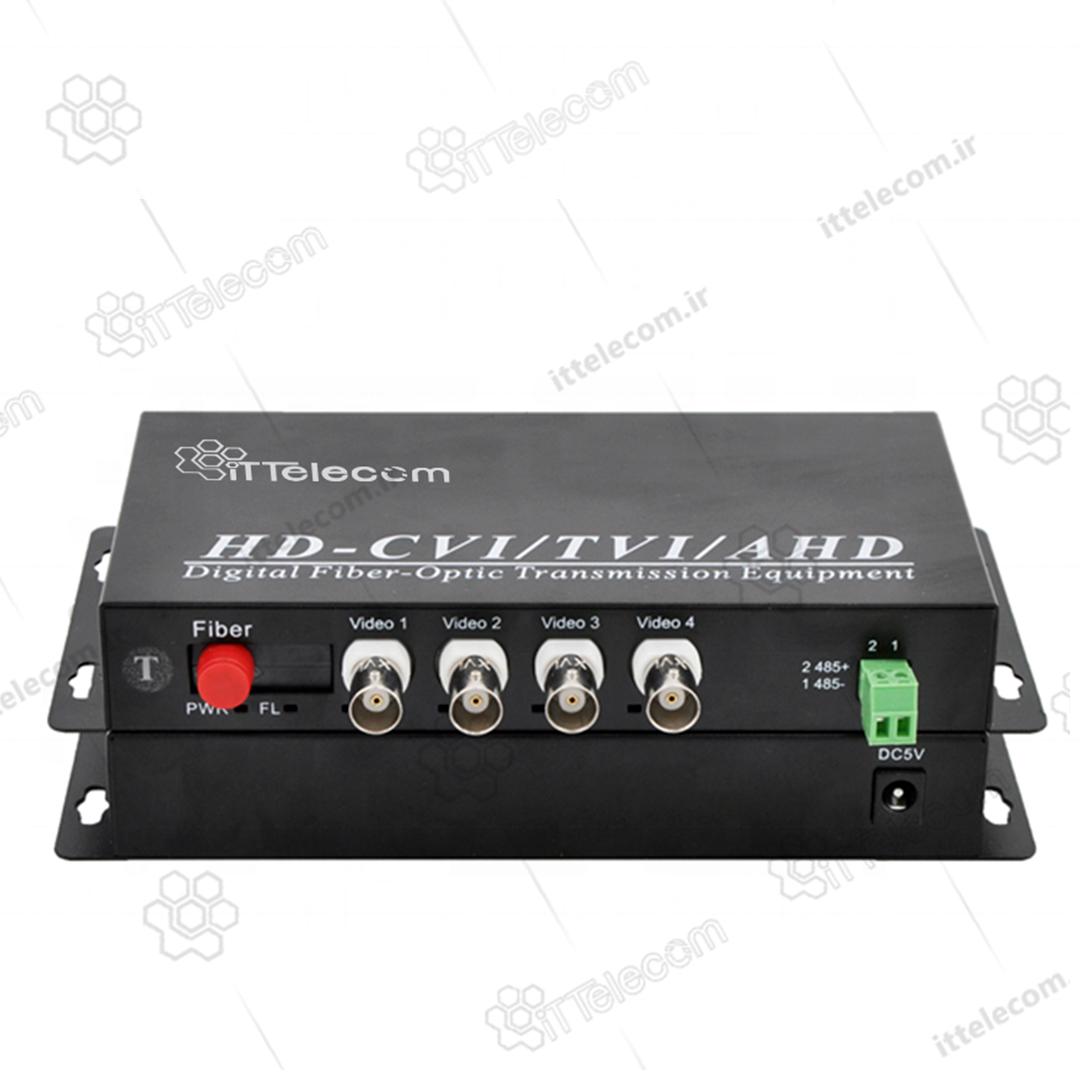 iTTelecom
ittelecom.ir
iTTelecom
ittelecom.ir
iTTelecom
ittelecom.ir
HD-CVI/TVI/AHD
Digital Fiber-Optic Transmission Equipment
Fiber
Video 1 Video 2 Video 3 Video 4
2 1
2 485+
1 485-
T
PWR FL
DC5V
iTTelecom
iTTelecom
ittelecom.